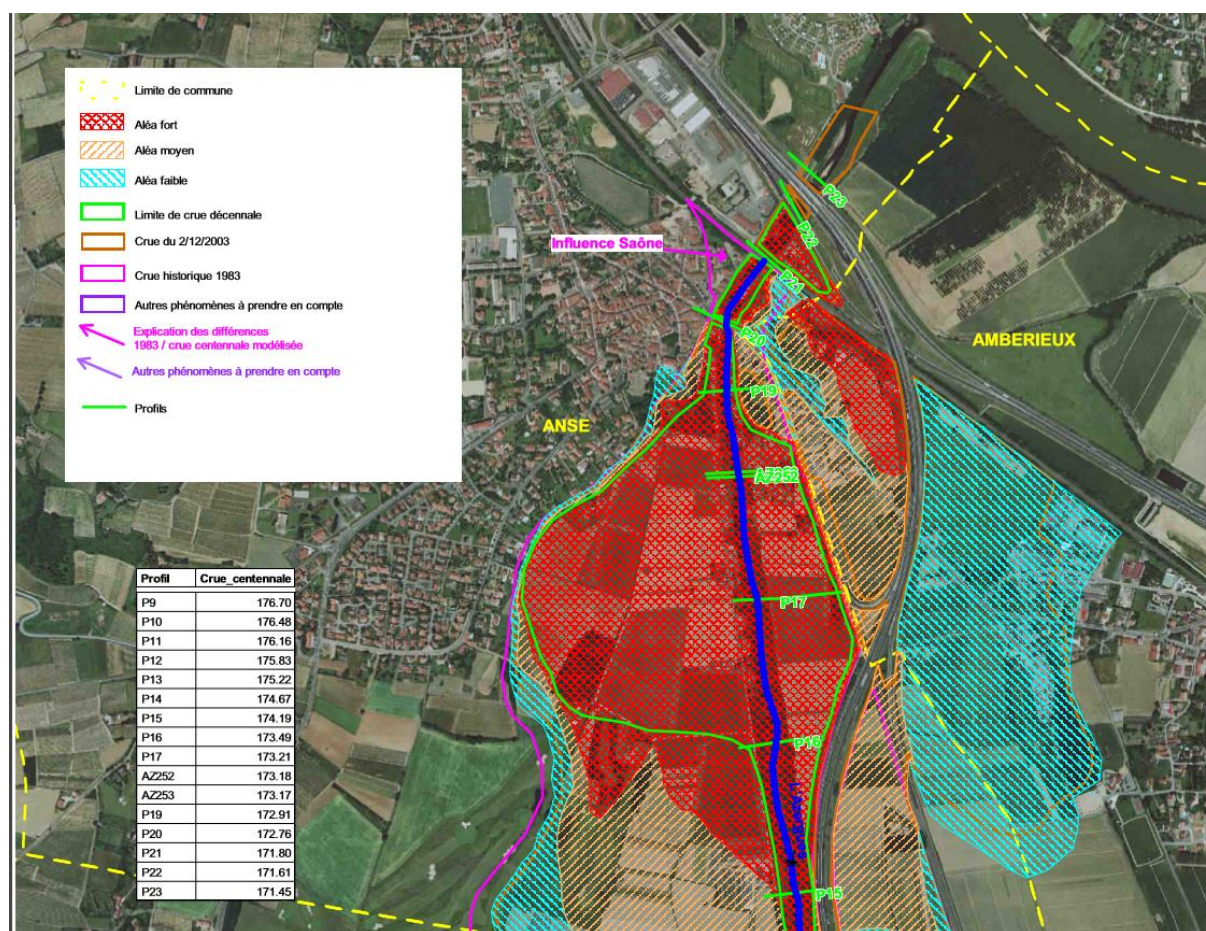 Limite de commune
Aléa fort
Aléa moyen
Aléa faible
Limite de crue décennale
Crue du 2/12/2003
Crue historique 1983
Autres phénomènes à prendre en compte
Explication des différences
1983 / crue centennale modélisée
Autres phénomènes à prendre en compte
Profils
Influence Saône
P23
P22
P21
P20
P19
ANSE
AMBERIEUX
AZ252
P17
P16
P15
Profil Crue_centennale
P9 176.70
P10 176.48
P11 176.16
P12 175.83
P13 175.22
P14 174.67
P15 174.19
P16 173.49
P17 173.21
AZ252 173.18
AZ253 173.17
P19 172.91
P20 172.76
P21 171.80
P22 171.61
P23 171.45